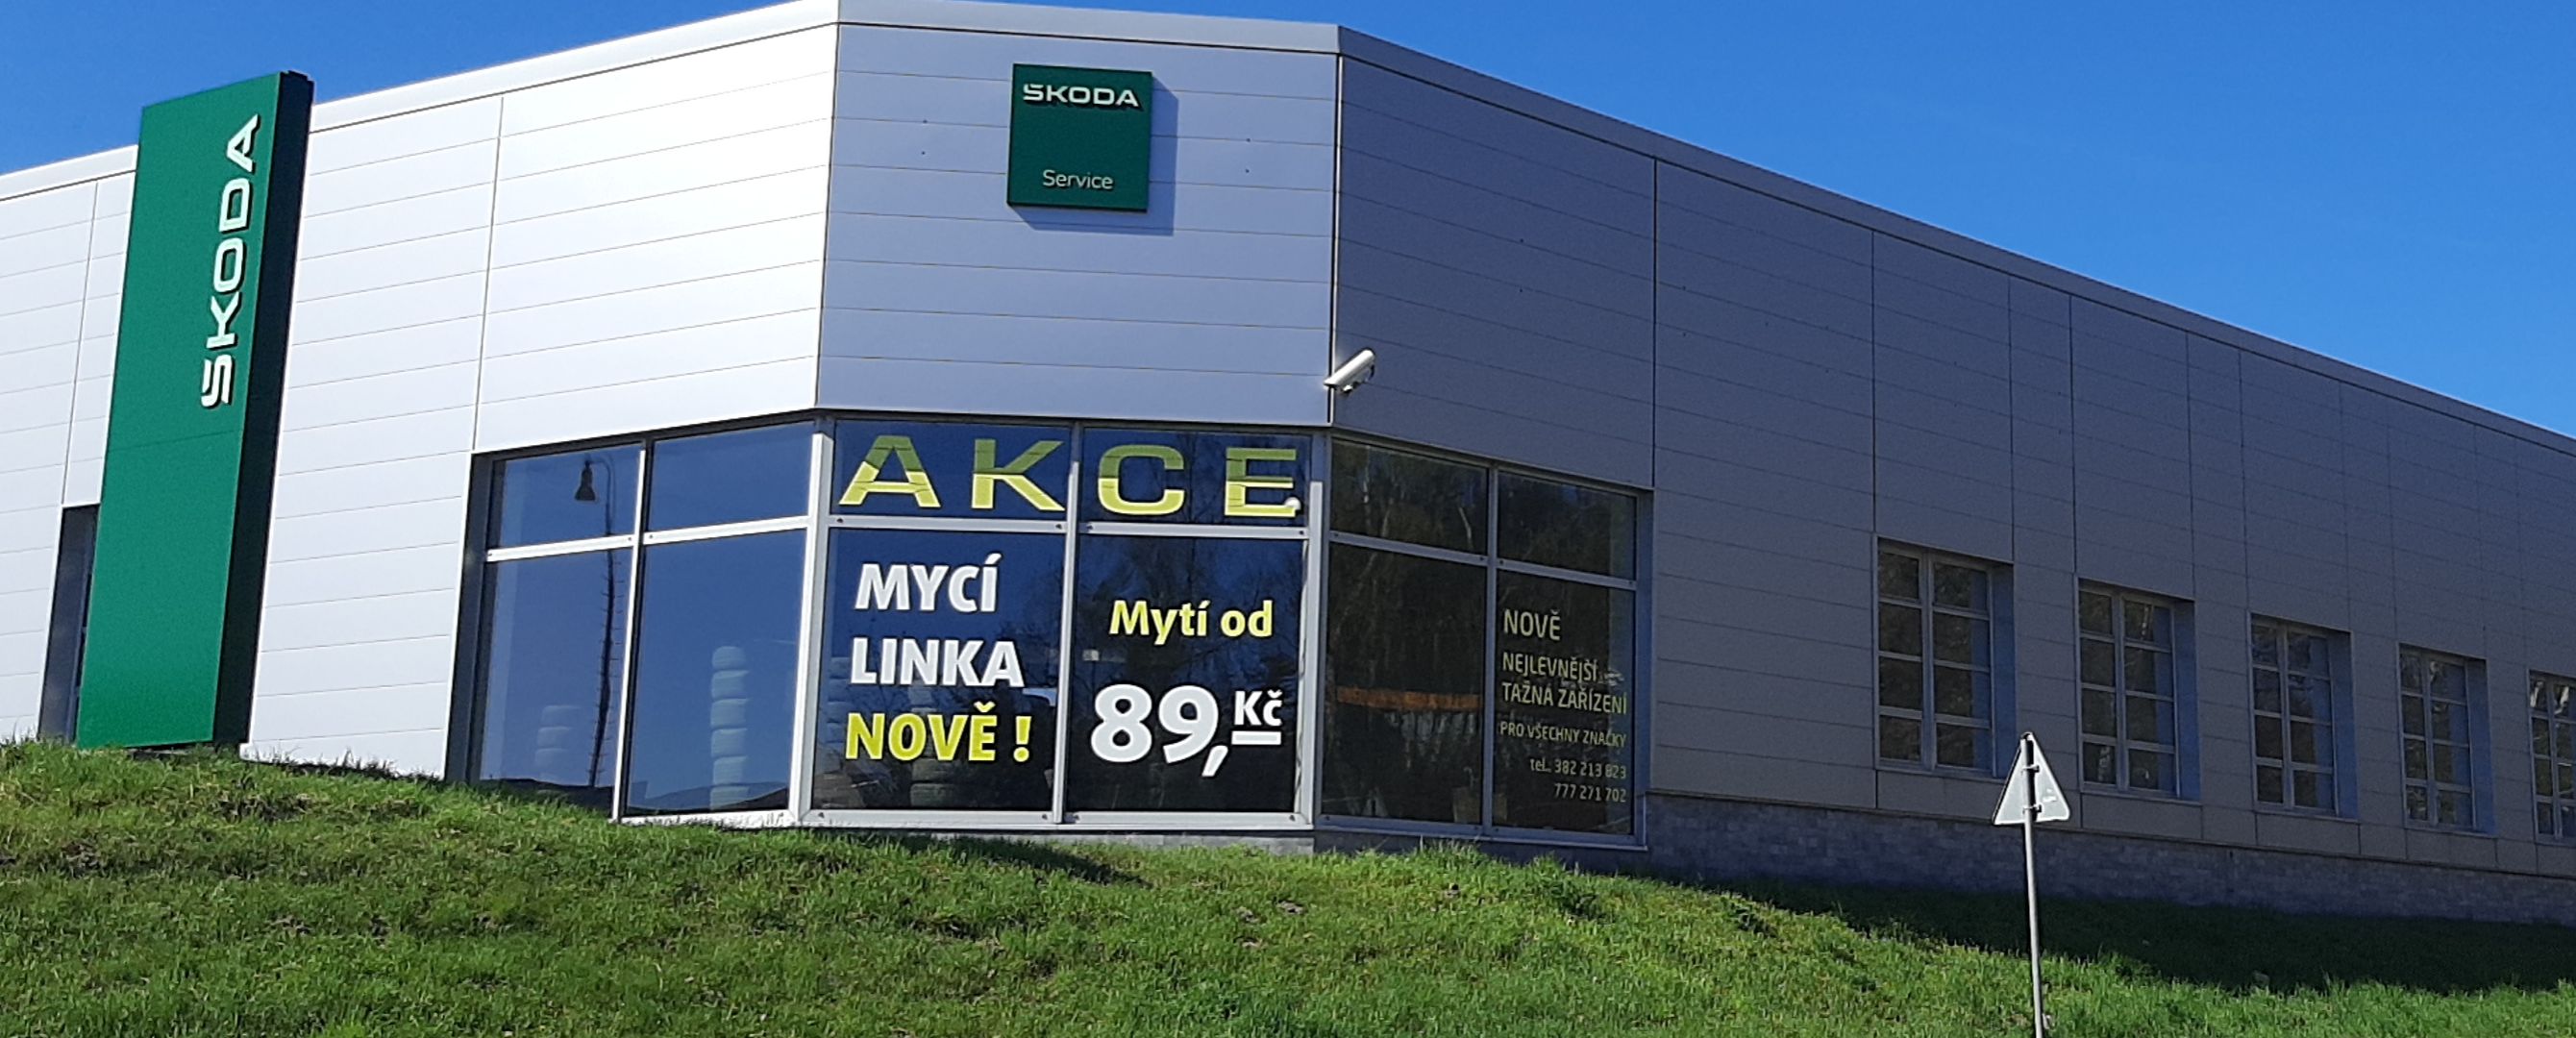 ŠKODA
ŠKODA
Service
AKCE
MYCÍ
LINKA
NOVĚ !
Mytí od
89,Kč
NOVĚ
NEJLEVNĚJŠÍ
TAŽNÁ ZAŘÍZENÍ
PRO VŠECHNY ZNAČKY
tel. 382 213 823
777 271 702